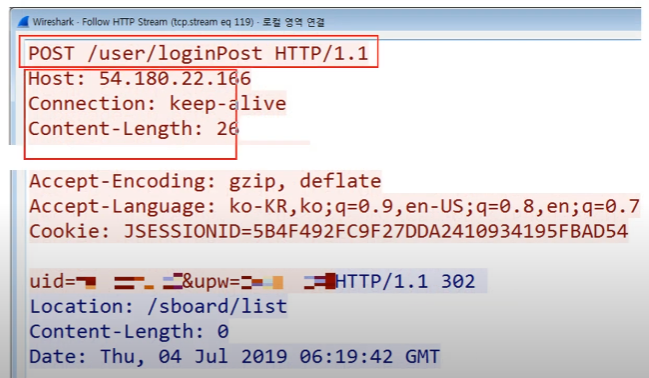 Wireshark · Follow HTTP Stream (tcp.stream eq 119) · 로컬 영역 연결
POST /user/loginPost HTTP/1.1
Host: 54.180.22.166
Connection: keep-alive
Content-Length: 26
Accept-Encoding: gzip, deflate
Accept-Language: ko-KR,ko;q=0.9,en-US;q=0.8,en;q=0.7
Cookie: JSESSIONID=5B4F492FC9F27DDA2410934195FBAD54
uid= &upw= HTTP/1.1 302
Location: /sboard/list
Content-Length: 0
Date: Thu, 04 Jul 2019 06:19:42 GMT